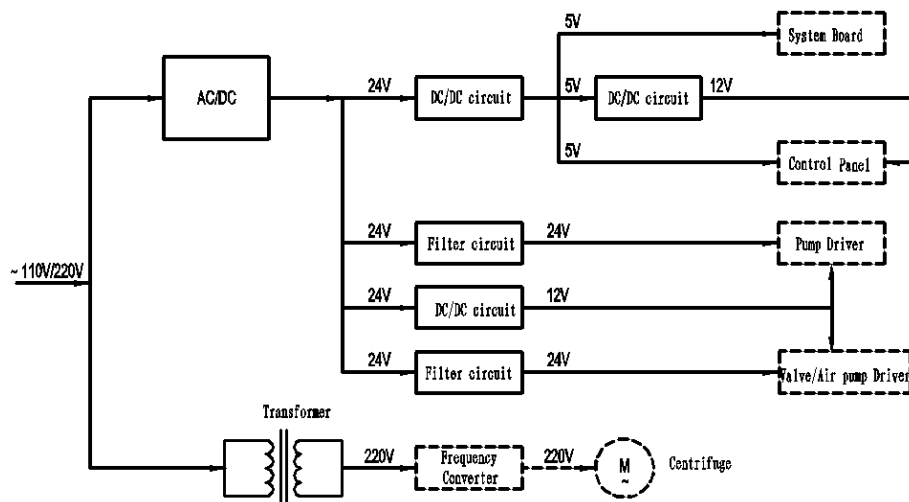 5V
System Board
AC/DC
24V
DC/DC circuit
5V
DC/DC circuit
12V
5V
Control Panel
24V
Filter circuit
24V
Pump Driver
~ 110V/220V
24V
DC/DC circuit
12V
24V
Filter circuit
24V
Valve/Air pump Driver
Transformer
220V
Frequency
Converter
220V
M
~
Centrifuge